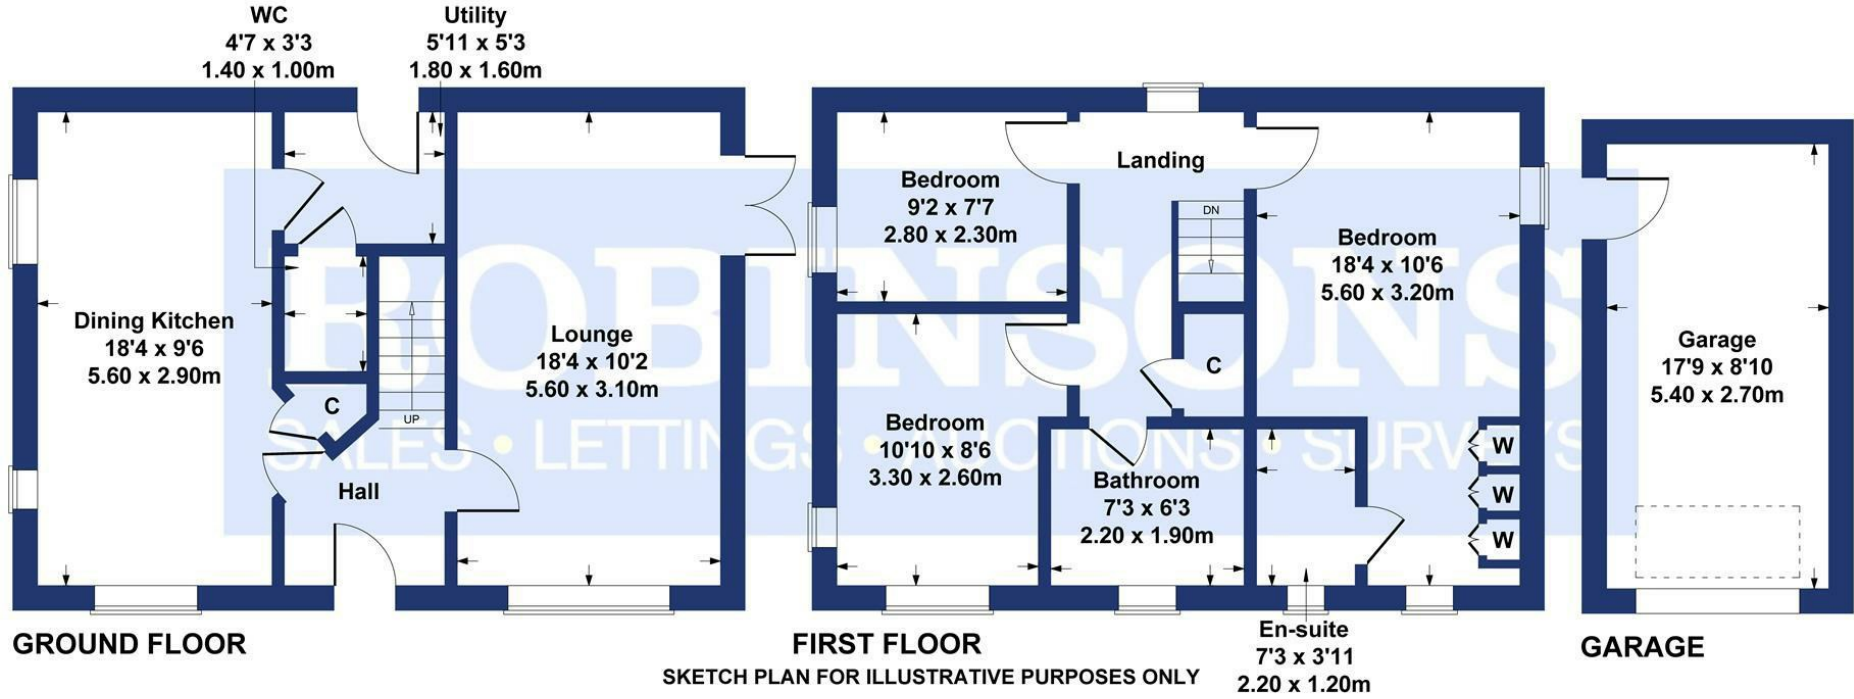 WC
4'7 x 3'3
1.40 x 1.00m
Utility
5'11 x 5'3
1.80 x 1.60m
Dining Kitchen
18'4 x 9'6
5.60 x 2.90m
C
UP
Hall
Lounge
18'4 x 10'2
5.60 x 3.10m
GROUND FLOOR
Bedroom
9'2 x 7'7
2.80 x 2.30m
Landing
DN
Bedroom
18'4 x 10'6
5.60 x 3.20m
C
Bedroom
10'10 x 8'6
3.30 x 2.60m
Bathroom
7'3 x 6'3
2.20 x 1.90m
W
W
W
En-suite
7'3 x 3'11
2.20 x 1.20m
FIRST FLOOR
Garage
17'9 x 8'10
5.40 x 2.70m
GARAGE
SKETCH PLAN FOR ILLUSTRATIVE PURPOSES ONLY
ROBINSONS
SALES • LETTINGS • AUCTIONS • SURVEYS